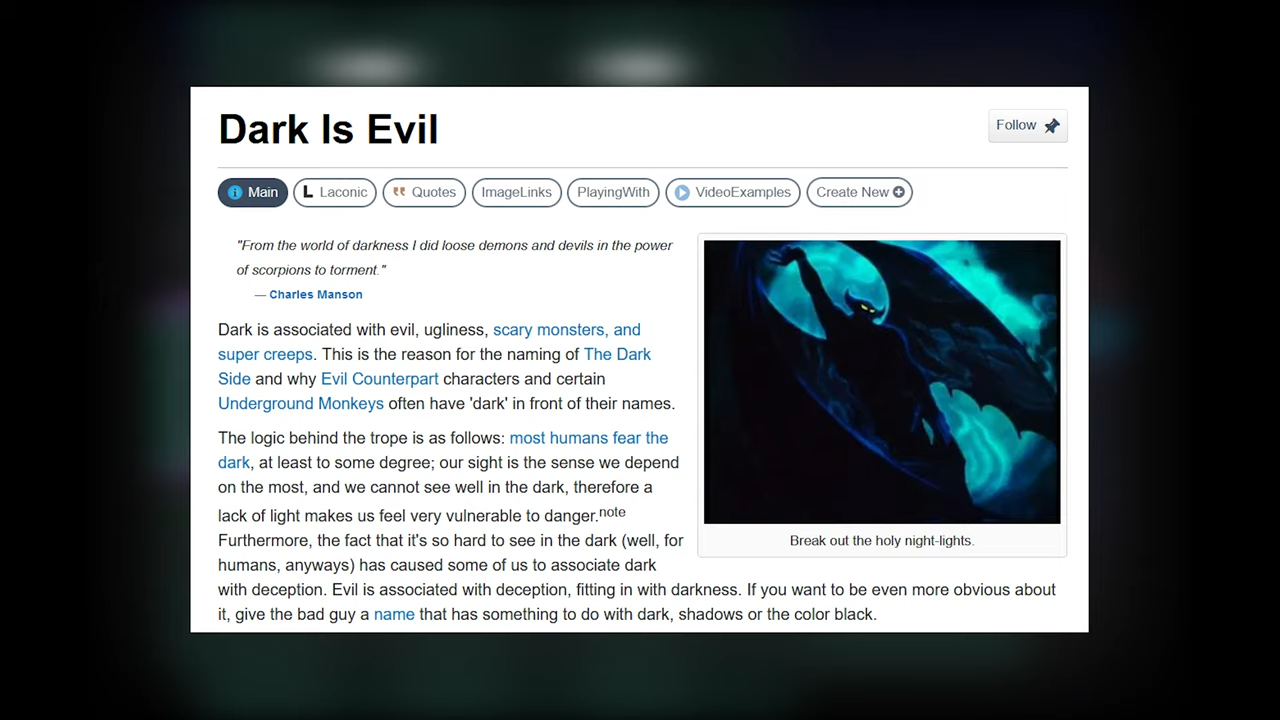 Dark Is Evil
Follow
Main
Laconic
Quotes
ImageLinks
PlayingWith
VideoExamples
Create New
"From the world of darkness I did loose demons and devils in the power
of scorpions to torment."
— Charles Manson
Dark is associated with evil, ugliness, scary monsters, and
super creeps. This is the reason for the naming of The Dark
Side and why Evil Counterpart characters and certain
Underground Monkeys often have 'dark' in front of their names.
The logic behind the trope is as follows: most humans fear the
dark, at least to some degree; our sight is the sense we depend
on the most, and we cannot see well in the dark, therefore a
lack of light makes us feel very vulnerable to danger.note
Furthermore, the fact that it's so hard to see in the dark (well, for
humans, anyways) has caused some of us to associate dark
with deception. Evil is associated with deception, fitting in with darkness. If you want to be even more obvious about
it, give the bad guy a name that has something to do with dark, shadows or the color black.
Break out the holy night-lights.